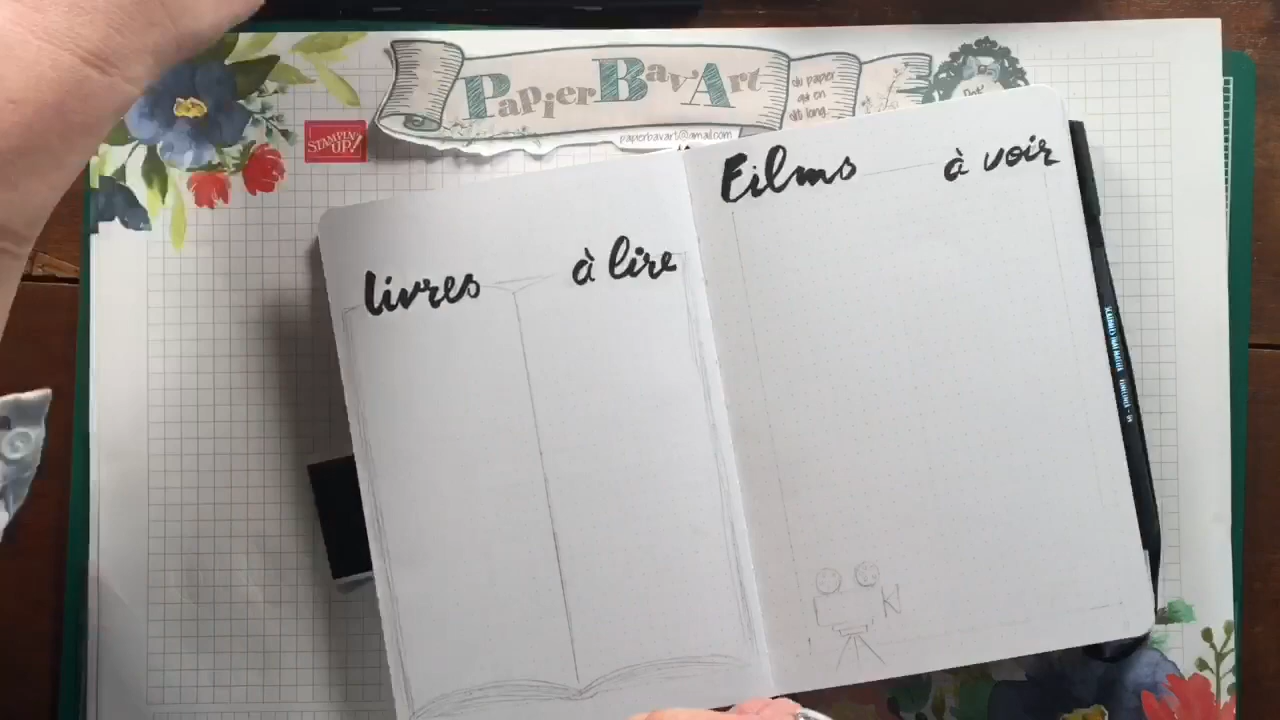 PapierBavArt
du papier
qui en
dit long
paperbavart@gmail.com
STAMPIN'
UP!
Films à voir
livres à lire